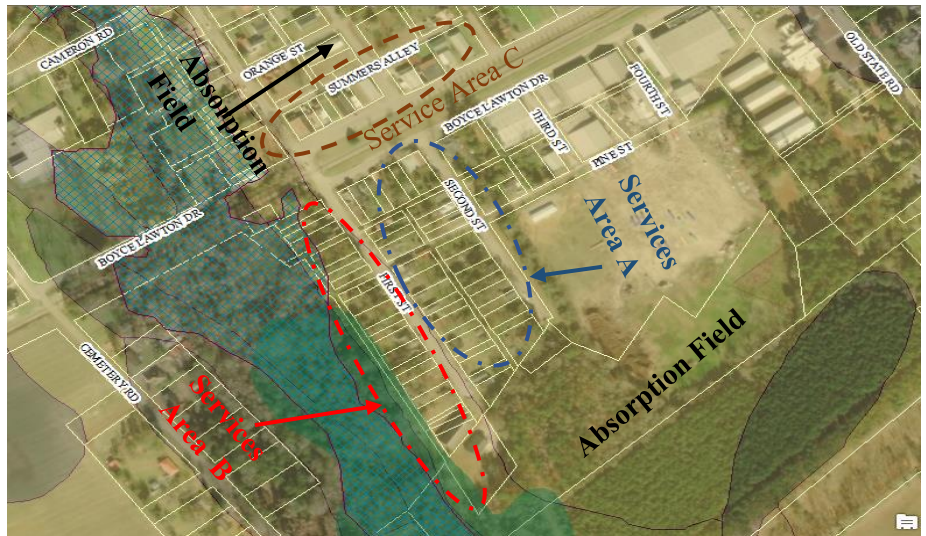 CAMERON RD
ORANGE ST
SUMMERS ALLEY
OLD STATE RD
Absorption
Field
Service Area C
BOYCE LAWTON DR
FOURTH ST
THIRD ST
PINE ST
SECOND ST
Services
Area A
BOYCE LAWTON DR
FIRST ST
Absorption Field
CEMETERY RD
Services
Area B